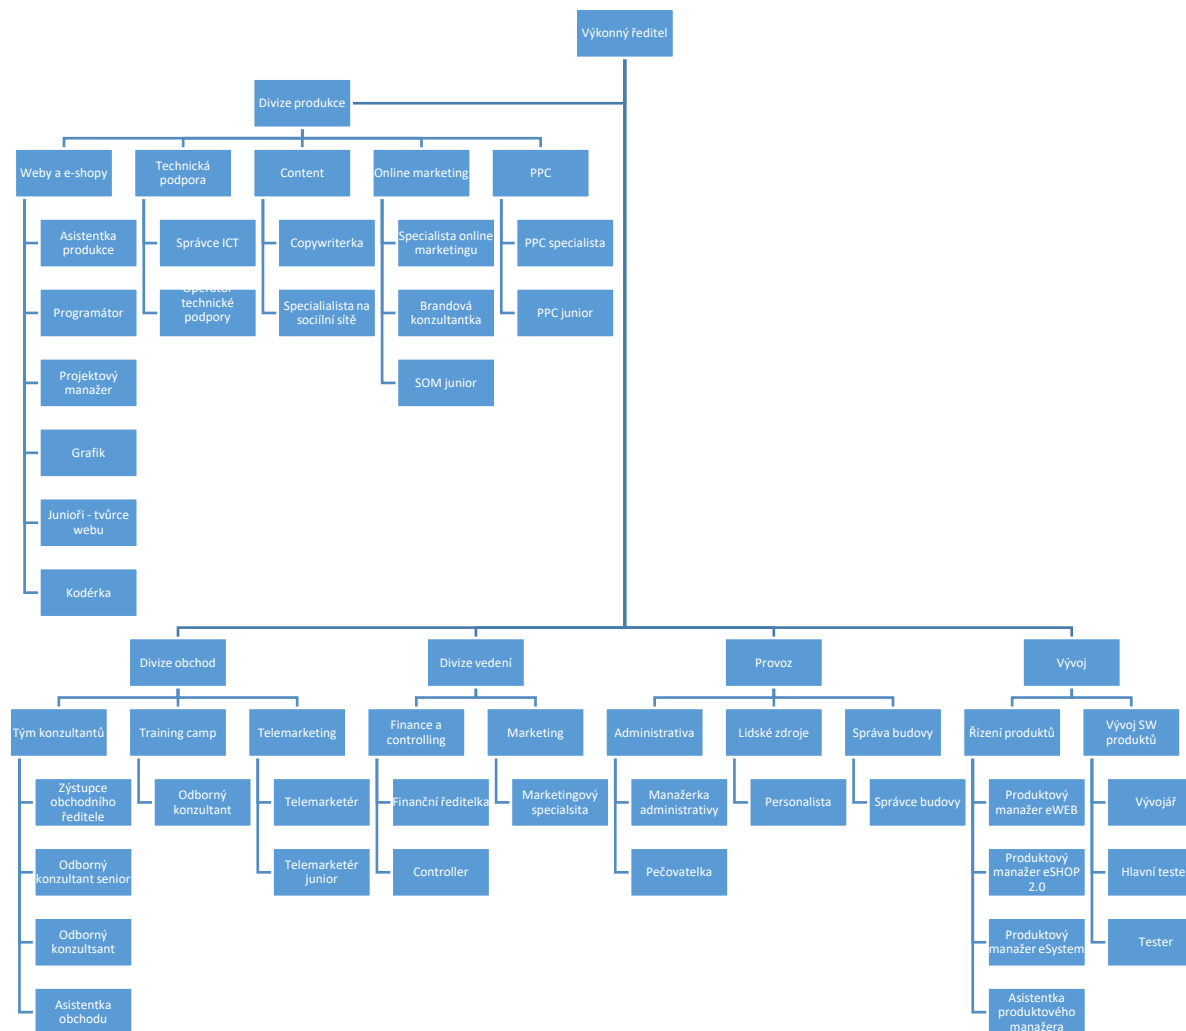 Výkonný ředitel
Divize produkce
Weby a e-shopy
Technická
podpora
Content
Online marketing
PPC
Asistentka
produkce
Správce ICT
Copywriterka
Specialista online
marketingu
PPC specialista
Programátor
Operátor
technické
podpory
Specialialista na
sociílní sítě
Brandová
konzultantka
PPC junior
Projektový
manažer
SOM junior
Grafik
Junioři - tvůrce
webu
Kodérka
Divize obchod
Divize vedení
Provoz
Vývoj
Tým konzultantů
Training camp
Telemarketing
Finance a
controlling
Marketing
Administrativa
Lidské zdroje
Správa budovy
Řízení produktů
Vývoj SW
produktů
Zýstupce
obchodního
ředitele
Odborný
konzultant
Telemarketér
Finanční ředitelka
Marketingový
specialsita
Manažerka
administrativy
Personalista
Správce budovy
Produktový
manažer eWEB
Vývojář
Odborný
konzultant senior
Telemarketér
junior
Controller
Pečovatelka
Produktový
manažer eSHOP
2.0
Hlavní tester
Odborný
konzultsant
Produktový
manažer eSystem
Tester
Asistentka
obchodu
Asistentka
produktového
manažera